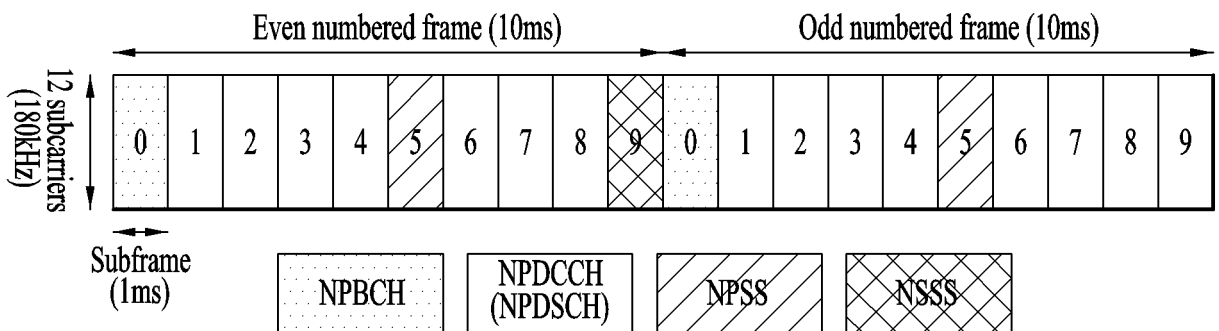 Even numbered frame (10ms) Odd numbered frame (10ms)
12 subcarriers
(180kHz)
0 1 2 3 4 5 6 7 8 9 0 1 2 3 4 5 6 7 8 9
Subframe
(1ms)
NPBCH
NPDCCH
(NPDSCH)
NPSS
NSSS